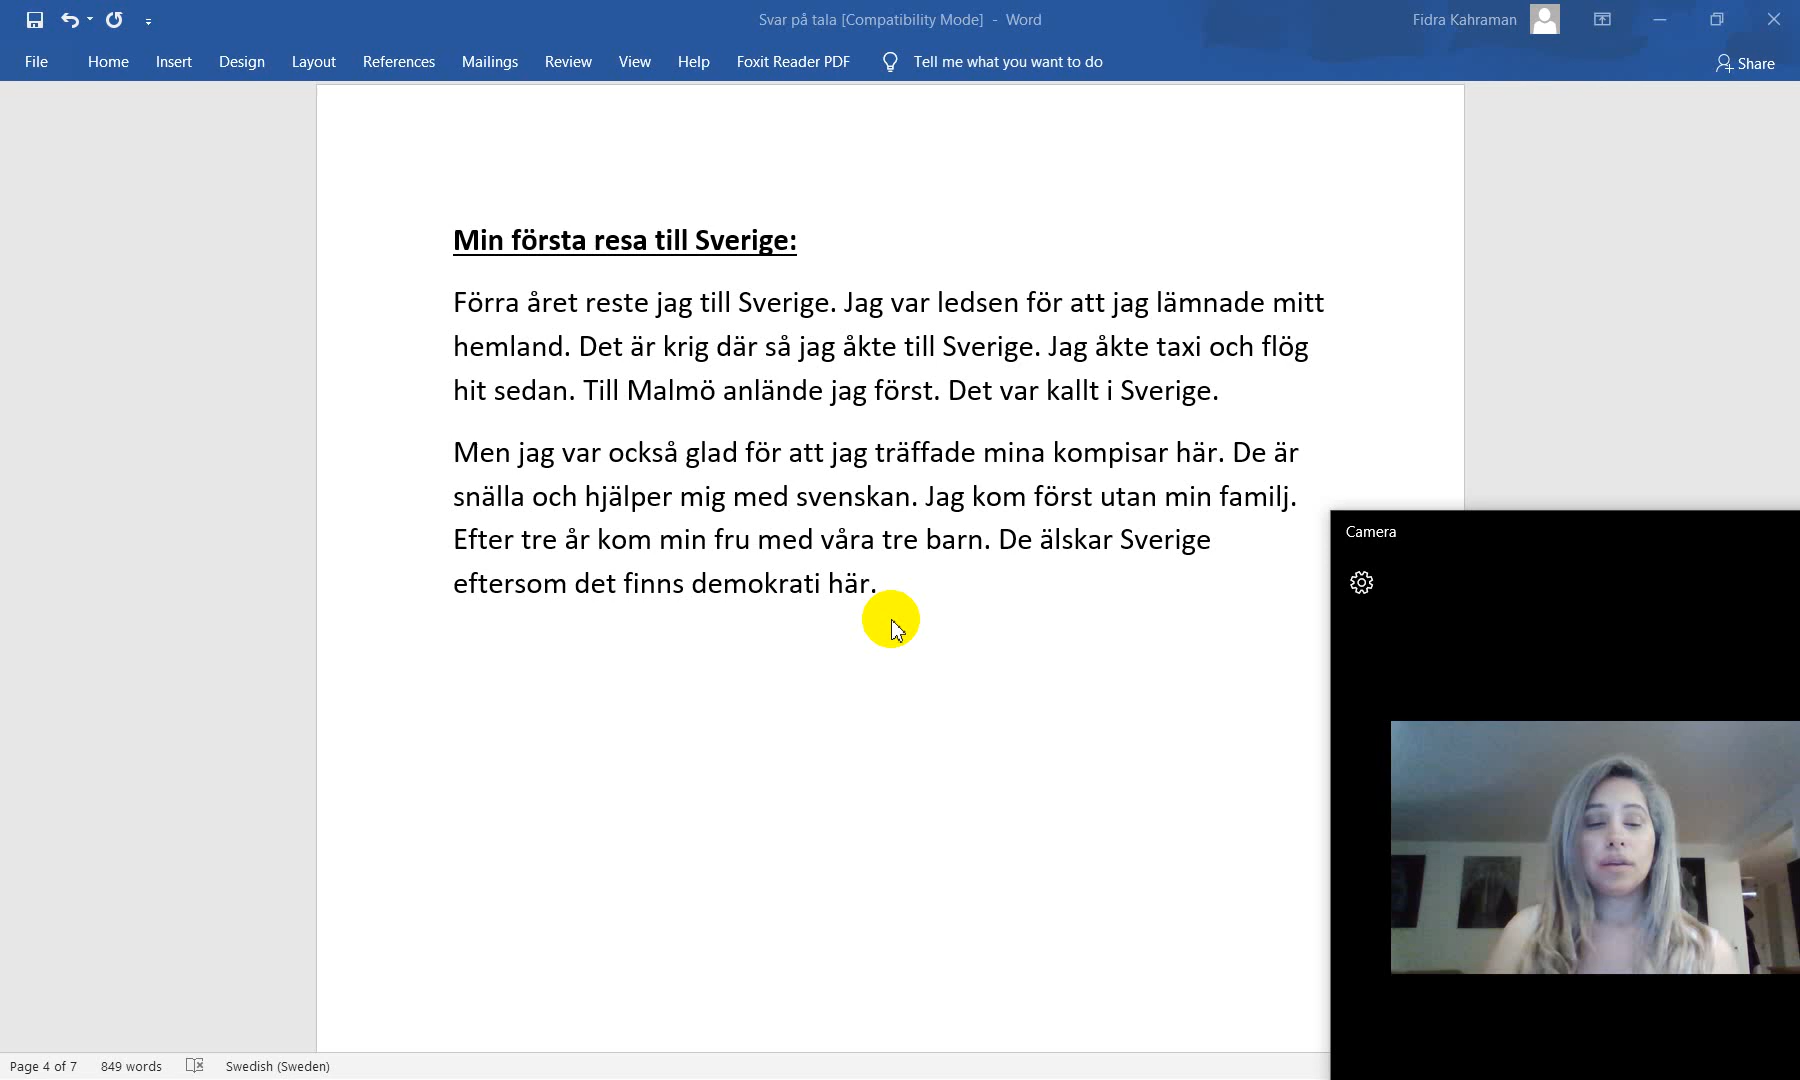 Svar på tala [Compatibility Mode] - Word
Fidra Kahraman
File Home Insert Design Layout References Mailings Review View Help Foxit Reader PDF Tell me what you want to do Share
Min första resa till Sverige:
Förra året reste jag till Sverige. Jag var ledsen för att jag lämnade mitt
hemland. Det är krig där så jag åkte till Sverige. Jag åkte taxi och flög
hit sedan. Till Malmö anlände jag först. Det var kallt i Sverige.
Men jag var också glad för att jag träffade mina kompisar här. De är
snälla och hjälper mig med svenskan. Jag kom först utan min familj.
Efter tre år kom min fru med våra tre barn. De älskar Sverige
eftersom det finns demokrati här.
Camera
Page 4 of 7 849 words Swedish (Sweden)